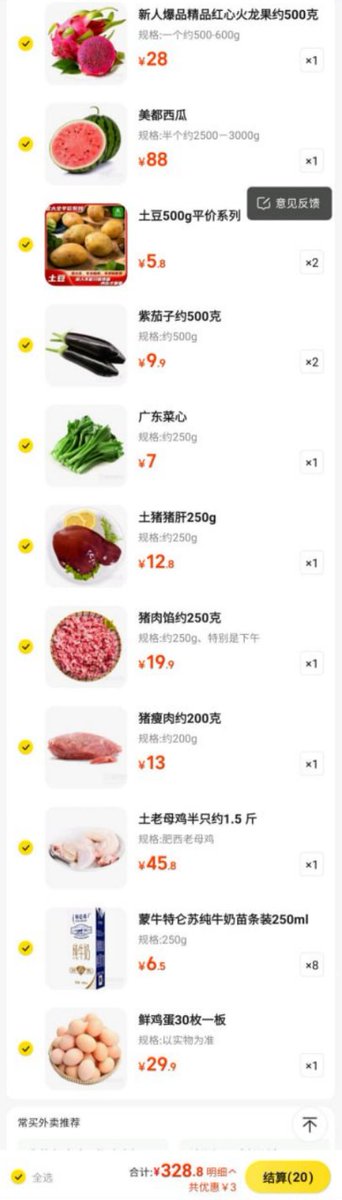 新人爆品精品红心火龙果约500克
规格:一个约500-600g
¥28
×1
美都西瓜
规格:半个约2500－3000g
¥88
×1
意见反馈
土豆500g平价系列
土豆
¥5.8
×2
紫茄子约500克
规格:约500g
¥9.9
×2
广东菜心
规格:约250g
¥7
×1
土猪猪肝250g
规格:约250g
¥12.8
×1
猪肉馅约250克
规格:约250g、特别是下午
¥19.9
×1
猪瘦肉约200克
规格:约200g
¥13
×1
土老母鸡半只约1.5 斤
规格:肥西老母鸡
¥45.8
×1
蒙牛特仑苏纯牛奶苗条装250ml
规格:250g
纯牛奶
¥6.5
×8
鲜鸡蛋30枚一板
规格:以实物为准
¥29.9
×1
常买外卖推荐
全选
合计:¥328.8 明细
共优惠¥3
结算(20)